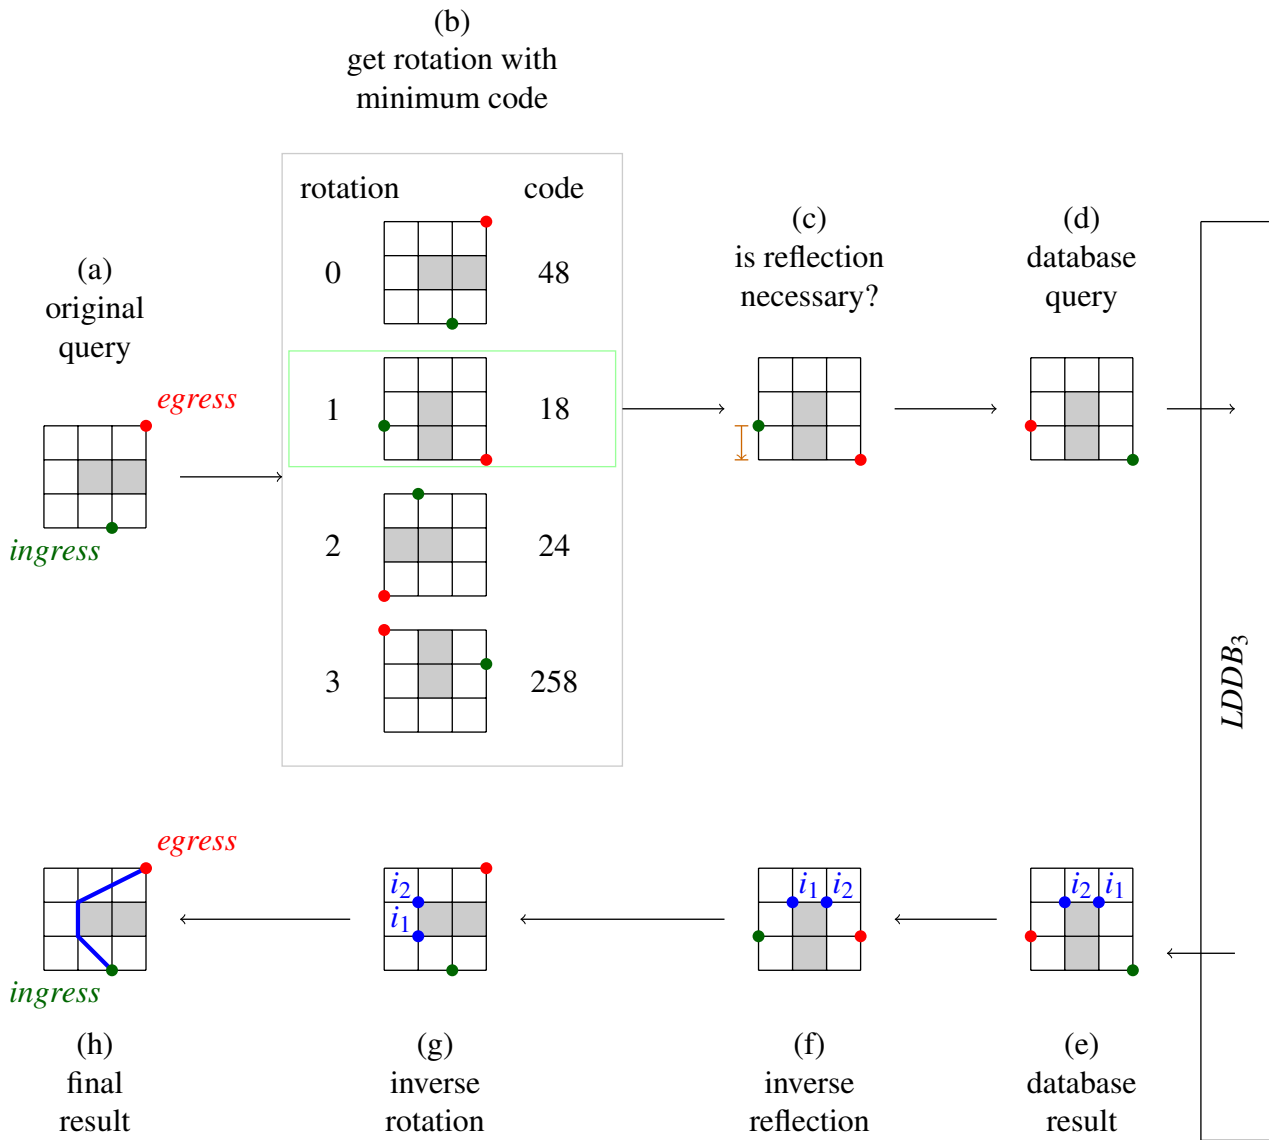 (b)
get rotation with
minimum code
rotation code
0 48
1 18
2 24
3 258
(a)
original
query
egress
ingress
(c)
is reflection
necessary?
(d)
database
query
LDDB3
egress
ingress
(h)
final
result
i2
i1
(g)
inverse
rotation
i1 i2
(f)
inverse
reflection
i2 i1
(e)
database
result